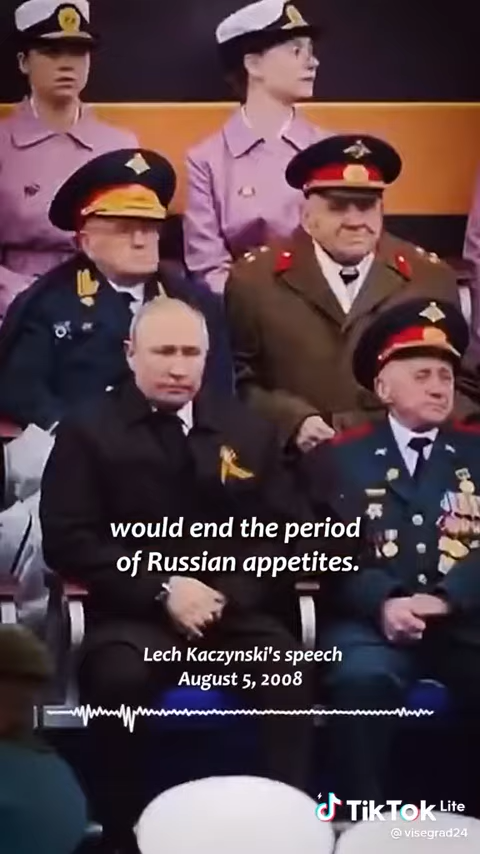 would end the period
of Russian appetites.
Lech Kaczynski's speech
August 5, 2008
TikTok Lite
@visegrad24